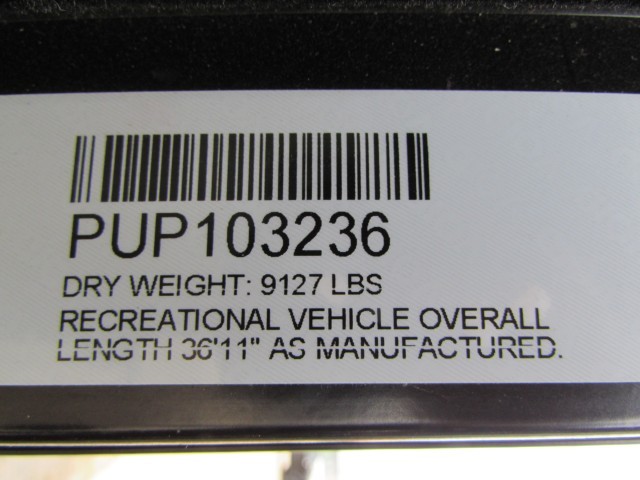 PUP103236
DRY WEIGHT: 9127 LBS
RECREATIONAL VEHICLE OVERALL
LENGTH 36'11" AS MANUFACTURED.